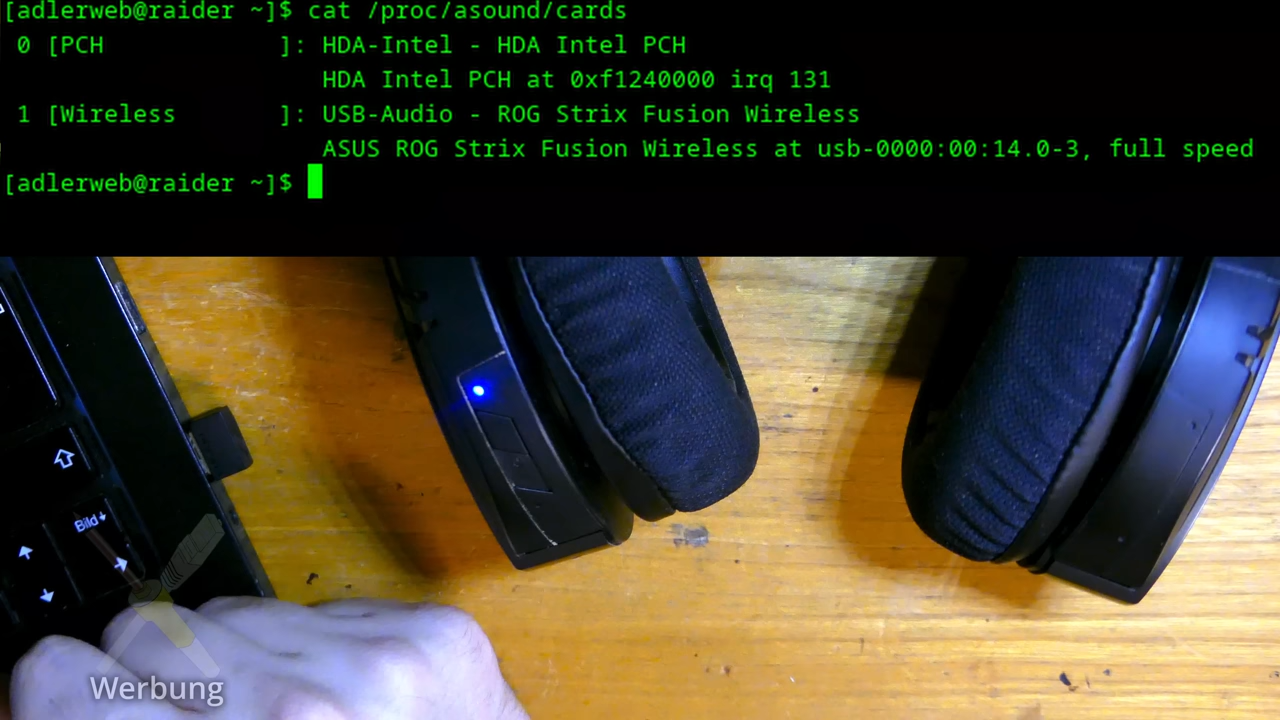 [adlerweb@raider ~]$ cat /proc/asound/cards
 0 [PCH            ]: HDA-Intel - HDA Intel PCH
                      HDA Intel PCH at 0xf1240000 irq 131
 1 [Wireless       ]: USB-Audio - ROG Strix Fusion Wireless
                      ASUS ROG Strix Fusion Wireless at usb-0000:00:14.0-3, full speed
[adlerweb@raider ~]$
Bild↓
Werbung